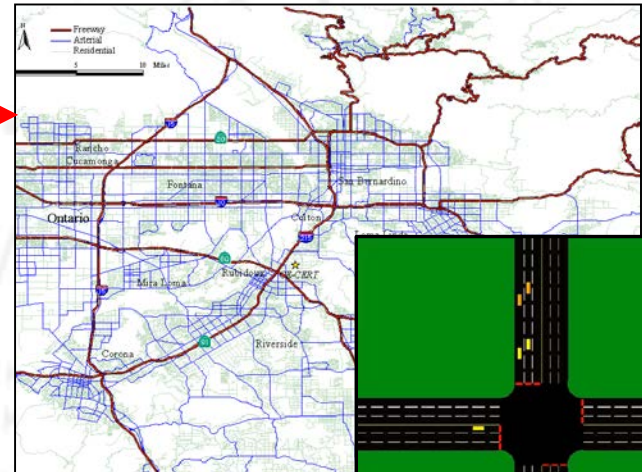 N
Freeway
Arterial
Residential
5
10 Miles
Rancho
Cucamonga
Fontana
San Bernardino
Ontario
Colton
Mira Loma
Rubidoux
CE-CERT
Corona
Riverside